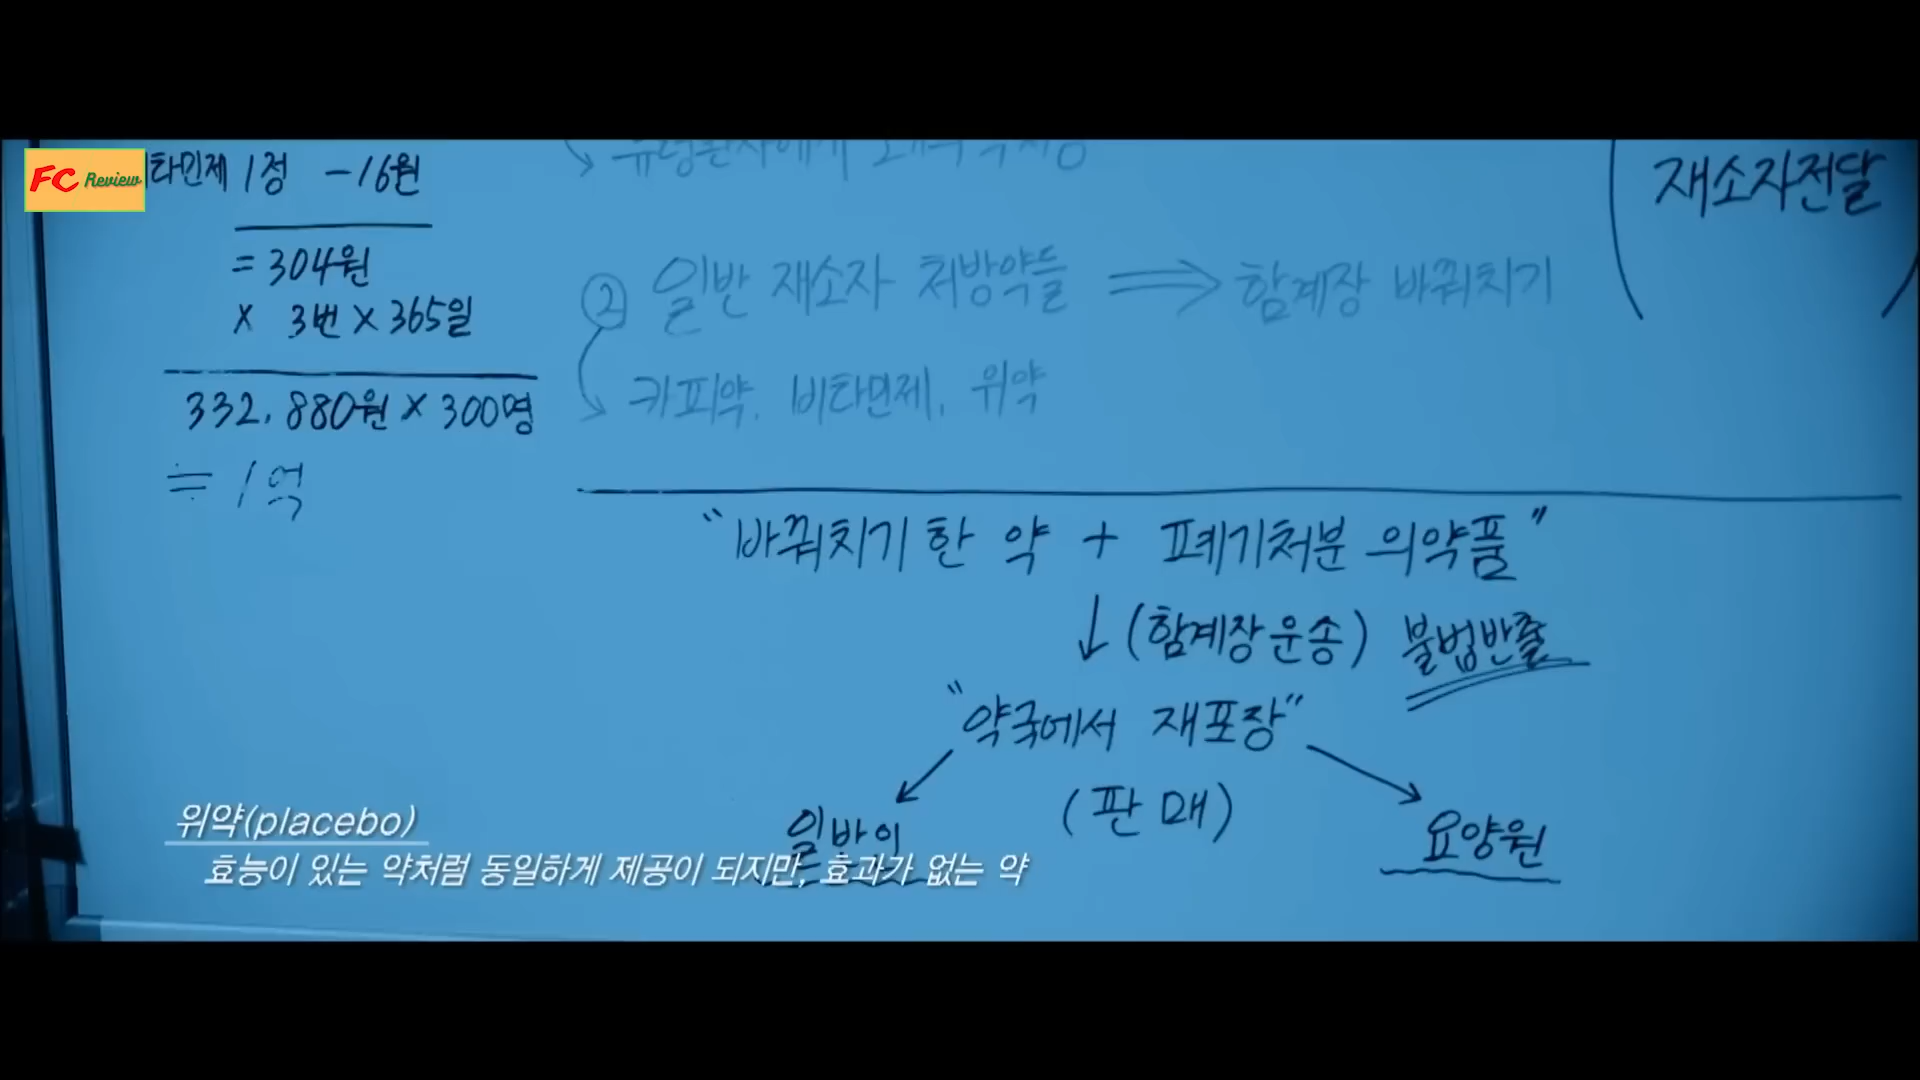 FC Review
타민제 1정 -16원
= 304원
× 3번 × 365일
332,880원 × 300명
≒ 1억
② 일반 재소자 처방약들 ⇒ 함계장 바꿔치기
↳ 카피약, 비타민제, 위약
재소자전달
"바꿔치기 한 약 + 폐기처분 의약품"
↓ (함계장 운송) 불법반출
"약국에서 재포장"
(판매)
일반인
요양원
위약(placebo)
효능이 있는 약처럼 동일하게 제공이 되지만, 효과가 없는 약